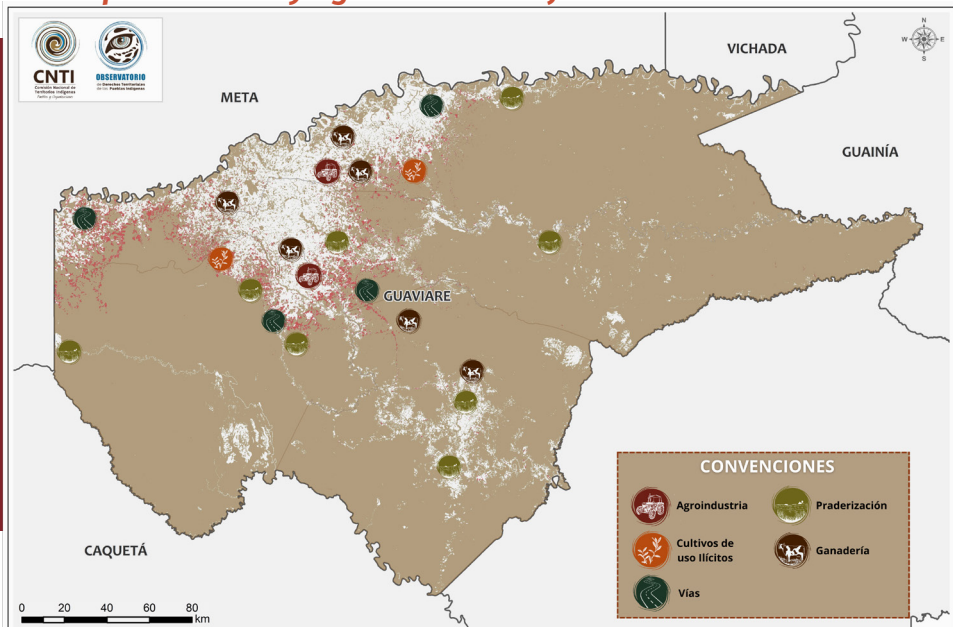 CNTI
Comisión Nacional de
Territorios Indígenas
OBSERVATORIO
de Derechos Territoriales
de los Pueblos Indígenas
META
VICHADA
N
W
E
S
GUAINÍA
GUAVIARE
CAQUETÁ
CONVENCIONES
Agroindustria
Praderización
Cultivos de
uso Ilícitos
Ganadería
Vías
0 20 40 60 80
km